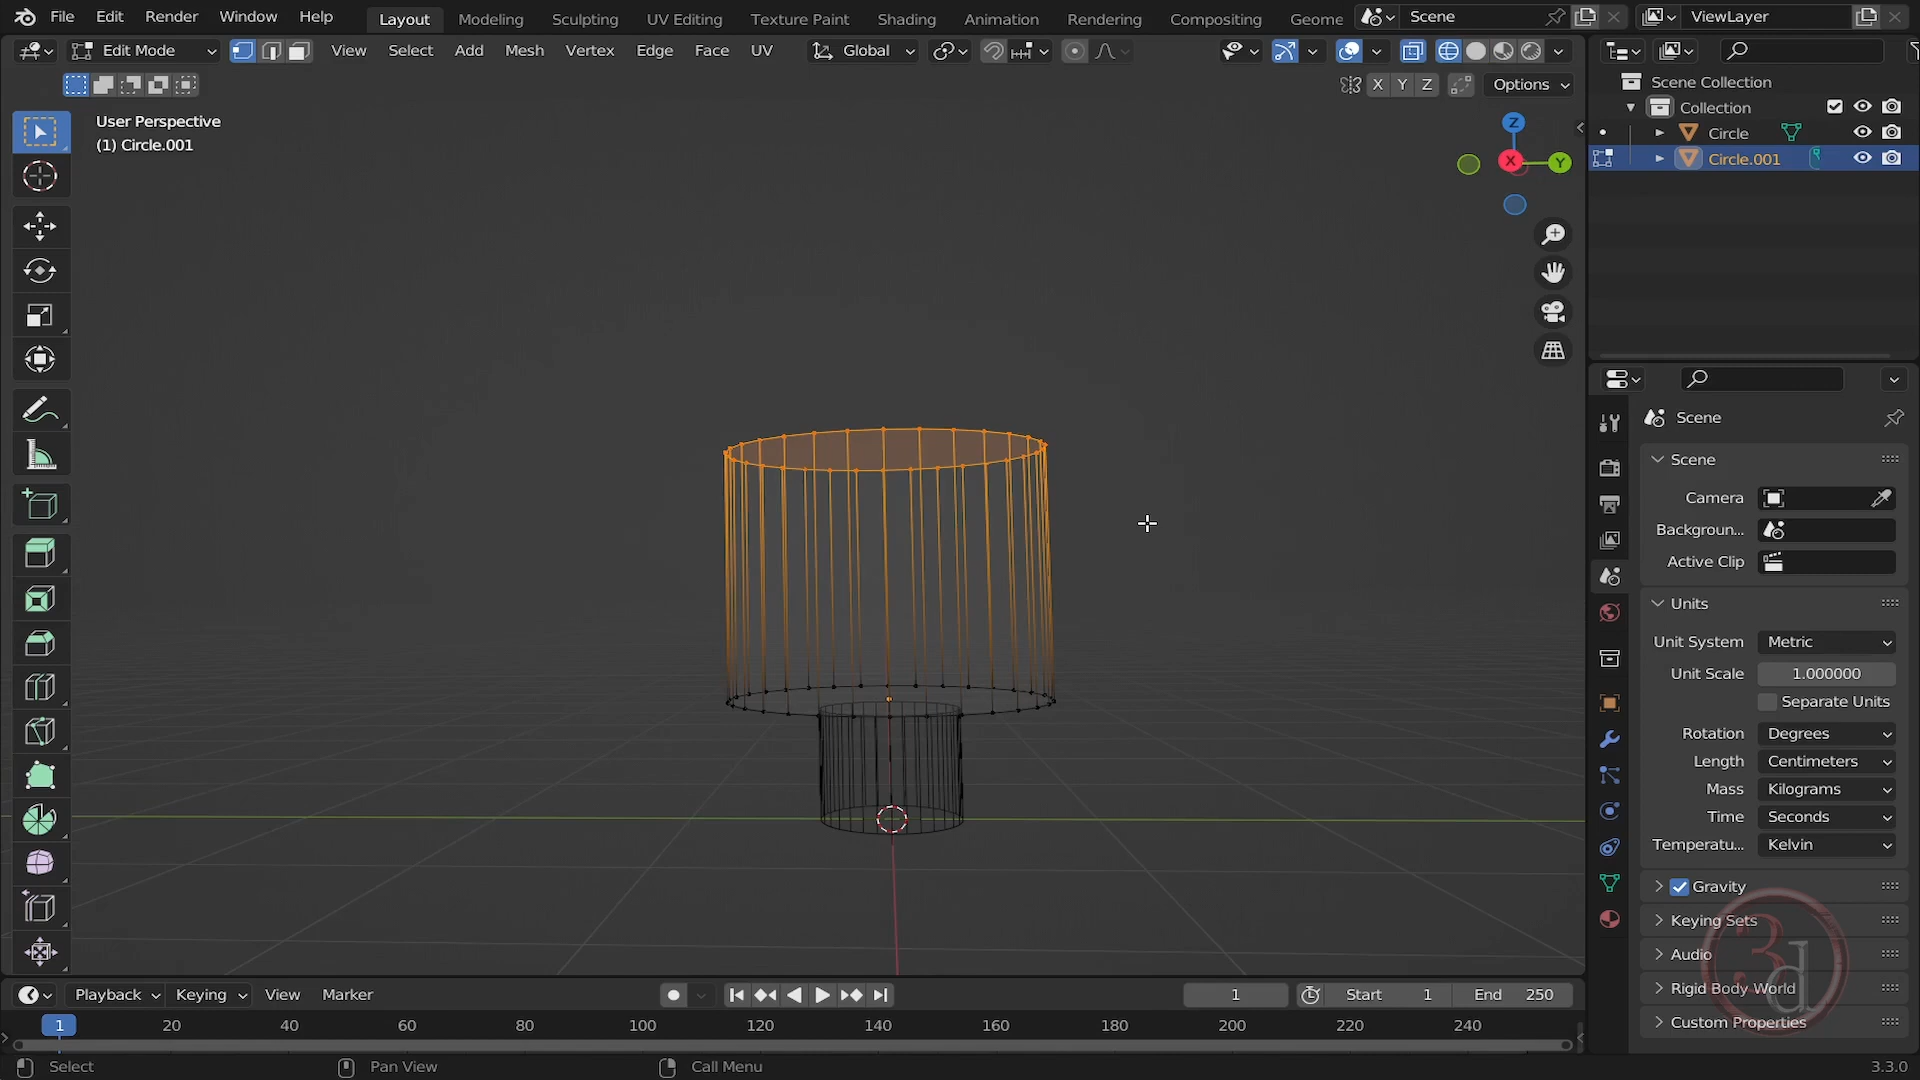 File Edit Render Window Help Layout Modeling Sculpting UV Editing Texture Paint Shading Animation Rendering Compositing Geome Scene ViewLayer
Edit Mode View Select Add Mesh Vertex Edge Face UV Global
X Y Z Options
User Perspective
(1) Circle.001
Z
X
Y
Scene Collection
Collection
Circle
Circle.001
Scene
Scene
Camera
Backgroun...
Active Clip
Units
Unit System Metric
Unit Scale 1.000000
Separate Units
Rotation Degrees
Length Centimeters
Mass Kilograms
Time Seconds
Temperatu... Kelvin
Gravity
Keying Sets
Audio
Rigid Body World
Custom Properties
3d
Playback Keying View Marker 1 Start 1 End 250
1 20 40 60 80 100 120 140 160 180 200 220 240
Select Pan View Call Menu 3.3.0